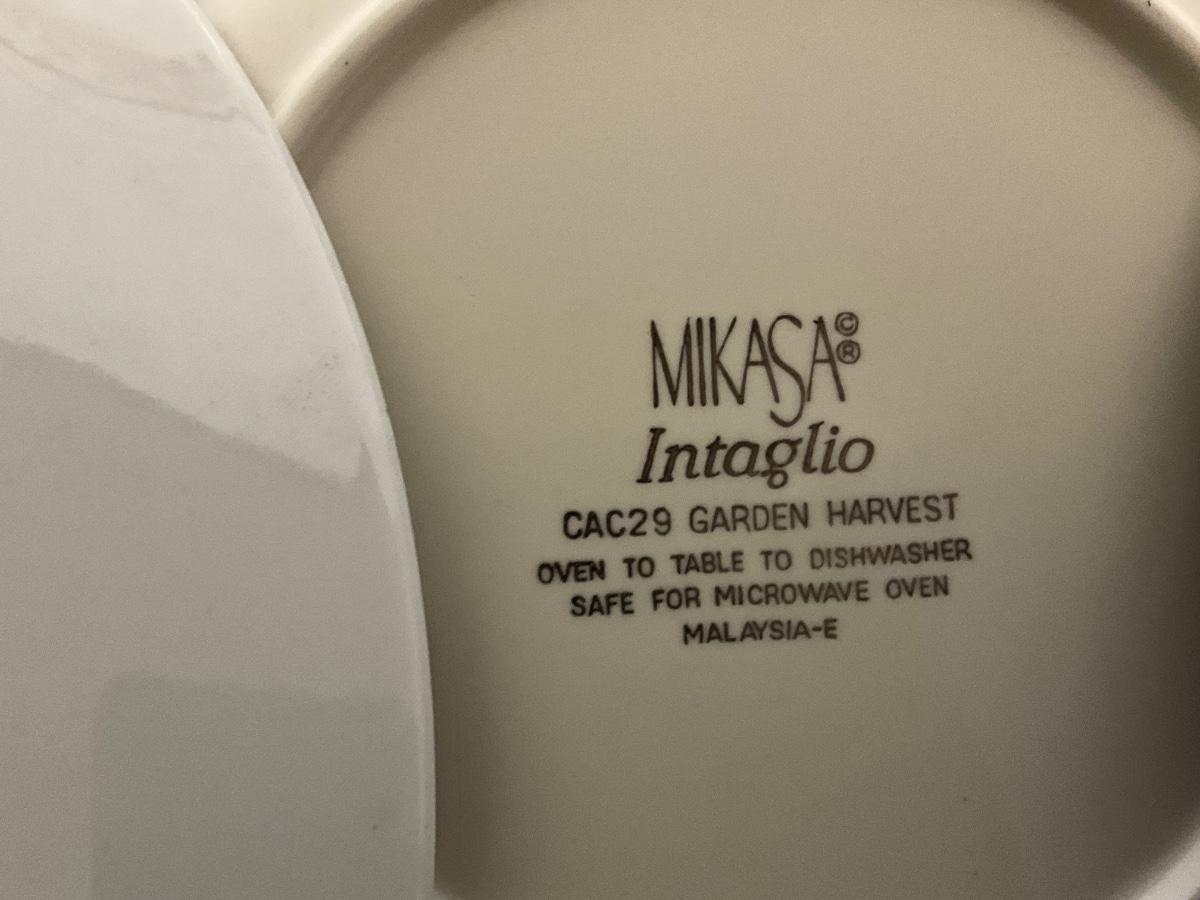 MIKASA©®
Intaglio
CAC29 GARDEN HARVEST
OVEN TO TABLE TO DISHWASHER
SAFE FOR MICROWAVE OVEN
MALAYSIA-E